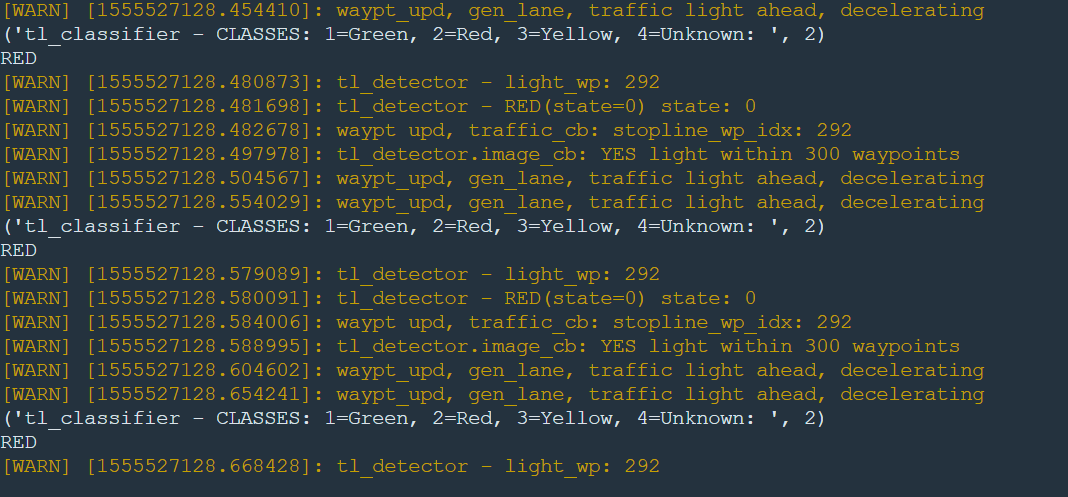 [WARN] [1555527128.454410]: waypt_upd, gen_lane, traffic light ahead, decelerating
('tl_classifier - CLASSES: 1=Green, 2=Red, 3=Yellow, 4=Unknown: ', 2)
RED
[WARN] [1555527128.480873]: tl_detector - light_wp: 292
[WARN] [1555527128.481698]: tl_detector - RED(state=0) state: 0
[WARN] [1555527128.482678]: waypt upd, traffic_cb: stopline_wp_idx: 292
[WARN] [1555527128.497978]: tl_detector.image_cb: YES light within 300 waypoints
[WARN] [1555527128.504567]: waypt_upd, gen_lane, traffic light ahead, decelerating
[WARN] [1555527128.554029]: waypt_upd, gen_lane, traffic light ahead, decelerating
('tl_classifier - CLASSES: 1=Green, 2=Red, 3=Yellow, 4=Unknown: ', 2)
RED
[WARN] [1555527128.579089]: tl_detector - light_wp: 292
[WARN] [1555527128.580091]: tl_detector - RED(state=0) state: 0
[WARN] [1555527128.584006]: waypt upd, traffic_cb: stopline_wp_idx: 292
[WARN] [1555527128.588995]: tl_detector.image_cb: YES light within 300 waypoints
[WARN] [1555527128.604602]: waypt_upd, gen_lane, traffic light ahead, decelerating
[WARN] [1555527128.654241]: waypt_upd, gen_lane, traffic light ahead, decelerating
('tl_classifier - CLASSES: 1=Green, 2=Red, 3=Yellow, 4=Unknown: ', 2)
RED
[WARN] [1555527128.668428]: tl_detector - light_wp: 292